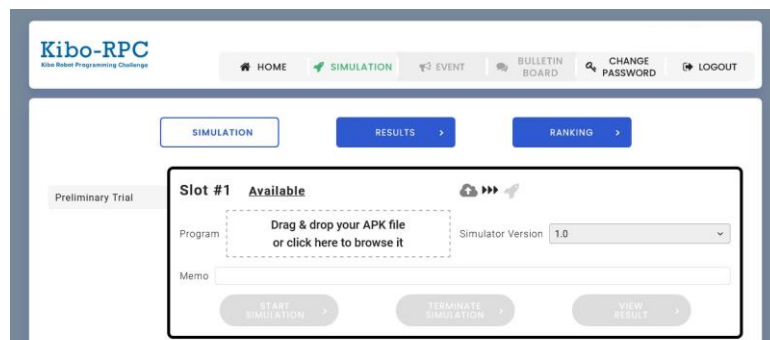 Kibo-RPC
Kibo Robot Programming Challenge
HOME
SIMULATION
EVENT
BULLETIN
BOARD
CHANGE
PASSWORD
LOGOUT
SIMULATION
RESULTS >
RANKING >
Preliminary Trial
Slot #1 Available
Program
Drag & drop your APK file
or click here to browse it
Simulator Version 1.0
Memo
START
SIMULATION >
TERMINATE
SIMULATION >
VIEW
RESULT >